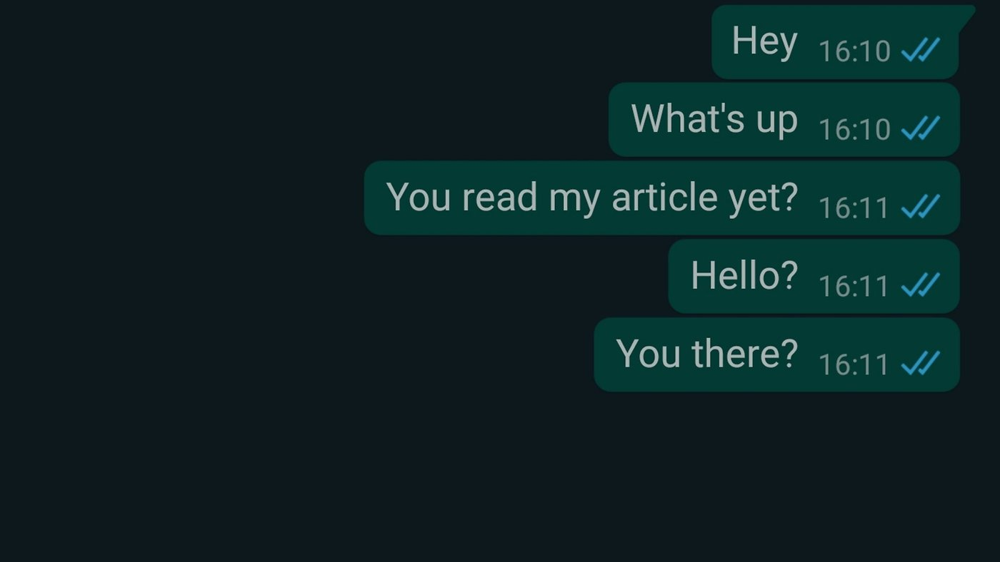 Hey 16:10
What's up 16:10
You read my article yet? 16:11
Hello? 16:11
You there? 16:11